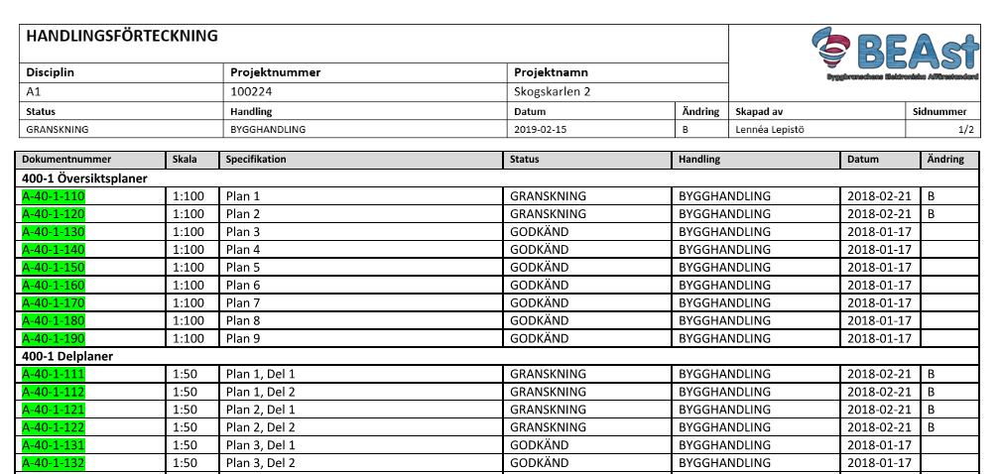 HANDLINGSFÖRTECKNING
BEAst
Byggbranschens Elektroniska Affärsstandard
Disciplin Projektnummer Projektnamn
A1 100224 Skogskarlen 2
Status Handling Datum Ändring Skapad av Sidnummer
GRANSKNING BYGGHANDLING 2019-02-15 B Lennéa Lepistö 1/2
Dokumentnummer Skala Specifikation Status Handling Datum Ändring
400-1 Översiktsplaner
A-40-1-110 1:100 Plan 1 GRANSKNING BYGGHANDLING 2018-02-21 B
A-40-1-120 1:100 Plan 2 GRANSKNING BYGGHANDLING 2018-02-21 B
A-40-1-130 1:100 Plan 3 GODKÄND BYGGHANDLING 2018-01-17
A-40-1-140 1:100 Plan 4 GODKÄND BYGGHANDLING 2018-01-17
A-40-1-150 1:100 Plan 5 GODKÄND BYGGHANDLING 2018-01-17
A-40-1-160 1:100 Plan 6 GODKÄND BYGGHANDLING 2018-01-17
A-40-1-170 1:100 Plan 7 GODKÄND BYGGHANDLING 2018-01-17
A-40-1-180 1:100 Plan 8 GODKÄND BYGGHANDLING 2018-01-17
A-40-1-190 1:100 Plan 9 GODKÄND BYGGHANDLING 2018-01-17
400-1 Delplaner
A-40-1-111 1:50 Plan 1, Del 1 GRANSKNING BYGGHANDLING 2018-02-21 B
A-40-1-112 1:50 Plan 1, Del 2 GRANSKNING BYGGHANDLING 2018-02-21 B
A-40-1-121 1:50 Plan 2, Del 1 GRANSKNING BYGGHANDLING 2018-02-21 B
A-40-1-122 1:50 Plan 2, Del 2 GRANSKNING BYGGHANDLING 2018-02-21 B
A-40-1-131 1:50 Plan 3, Del 1 GODKÄND BYGGHANDLING 2018-01-17
A-40-1-132 1:50 Plan 3, Del 2 GODKÄND BYGGHANDLING 2018-01-17